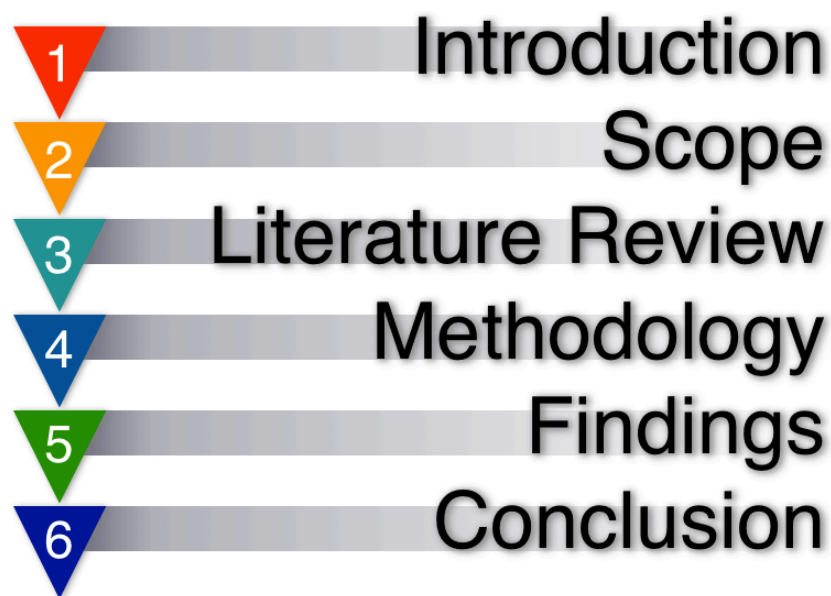 1 Introduction
2 Scope
3 Literature Review
4 Methodology
5 Findings
6 Conclusion